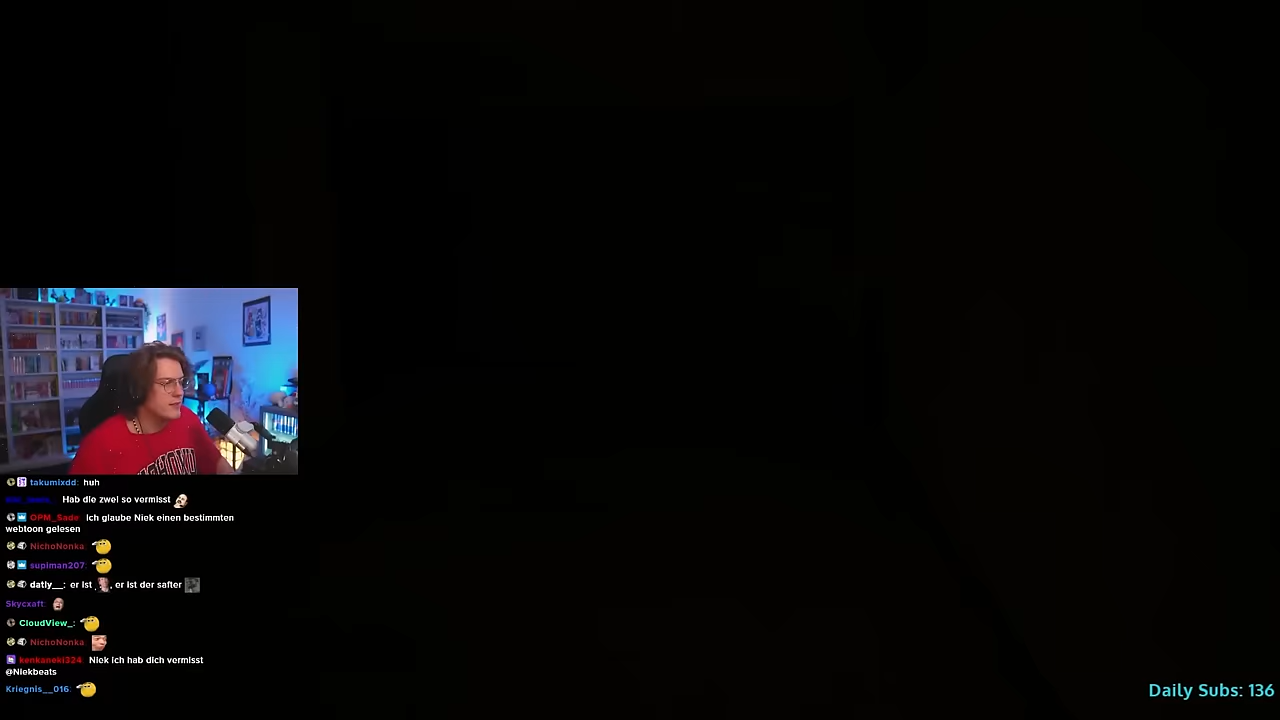 takumixdd: huh
Hab die zwei so vermisst
OPM_Sade: Ich glaube Niek einen bestimmten
webtoon gelesen
NichoNonka:
supiman207:
datly__: er ist , er ist der safter
Skycxaft:
CloudView_:
NichoNonka:
kenkaneki324: Niek ich hab dich vermisst
@Niekbeats
Kriegnis__016:
Daily Subs: 136